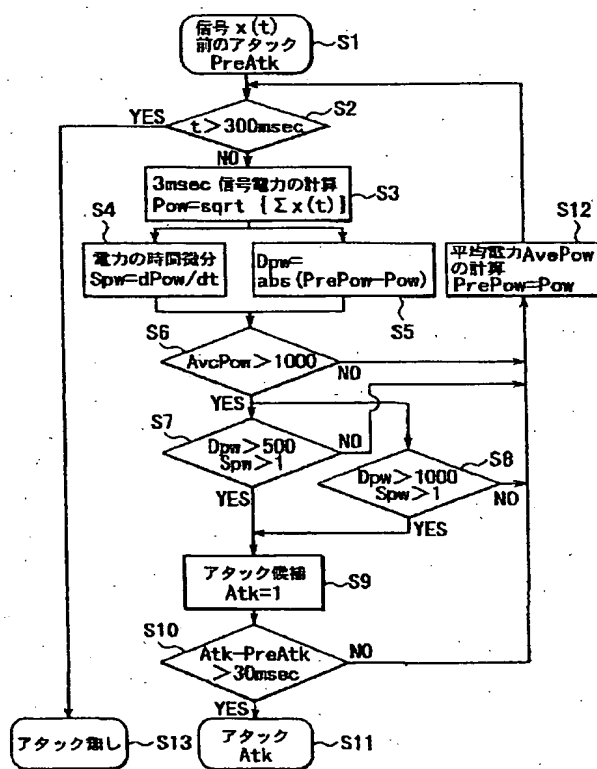 信号 x(t)
前のアタック
PreAtk
S1
YES
t>300msec
S2
NO
3msec 信号電力の計算
Pow=sqrt {Σx(t)}
S3
S4
電力の時間微分
Spw=dPow/dt
Dpw=
abs(PrePow-Pow)
S5
S12
平均電力AvePow
の計算
PrePow=Pow
S6
AvcPow>1000
NO
YES
S7
Dpw>500
Spw>1
NO
YES
S8
Dpw>1000
Spw>1
NO
YES
アタック候補
Atk=1
S9
S10
Atk-PreAtk
>30msec
NO
YES
アタック無し
S13
アタック
Atk
S11